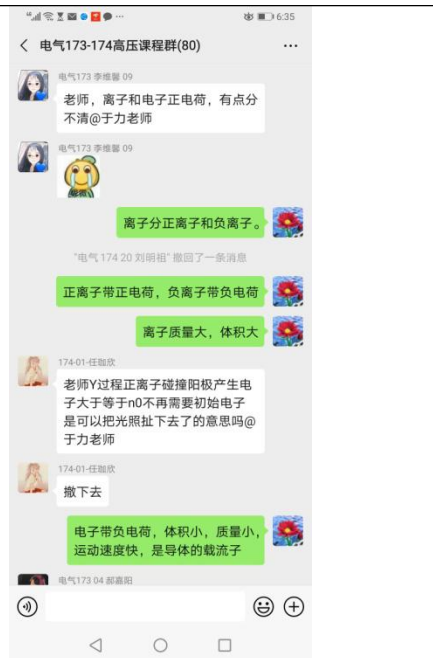 6:35
电气173-174高压课程群(80)
电气173 李维馨 09
老师，离子和电子正电荷，有点分
不清@于力老师
电气173 李维馨 09
离子分正离子和负离子。
"电气 174 20 刘明祖" 撤回了一条消息
正离子带正电荷，负离子带负电荷
离子质量大，体积大
174-01-任咖欣
老师Y过程正离子碰撞阳极产生电
子大于等于n0不再需要初始电子
是可以把光照扯下去了的意思吗@
于力老师
174-01-任咖欣
撤下去
电子带负电荷，体积小，质量小，
运动速度快，是导体的载流子
电气173 04 郝嘉阳